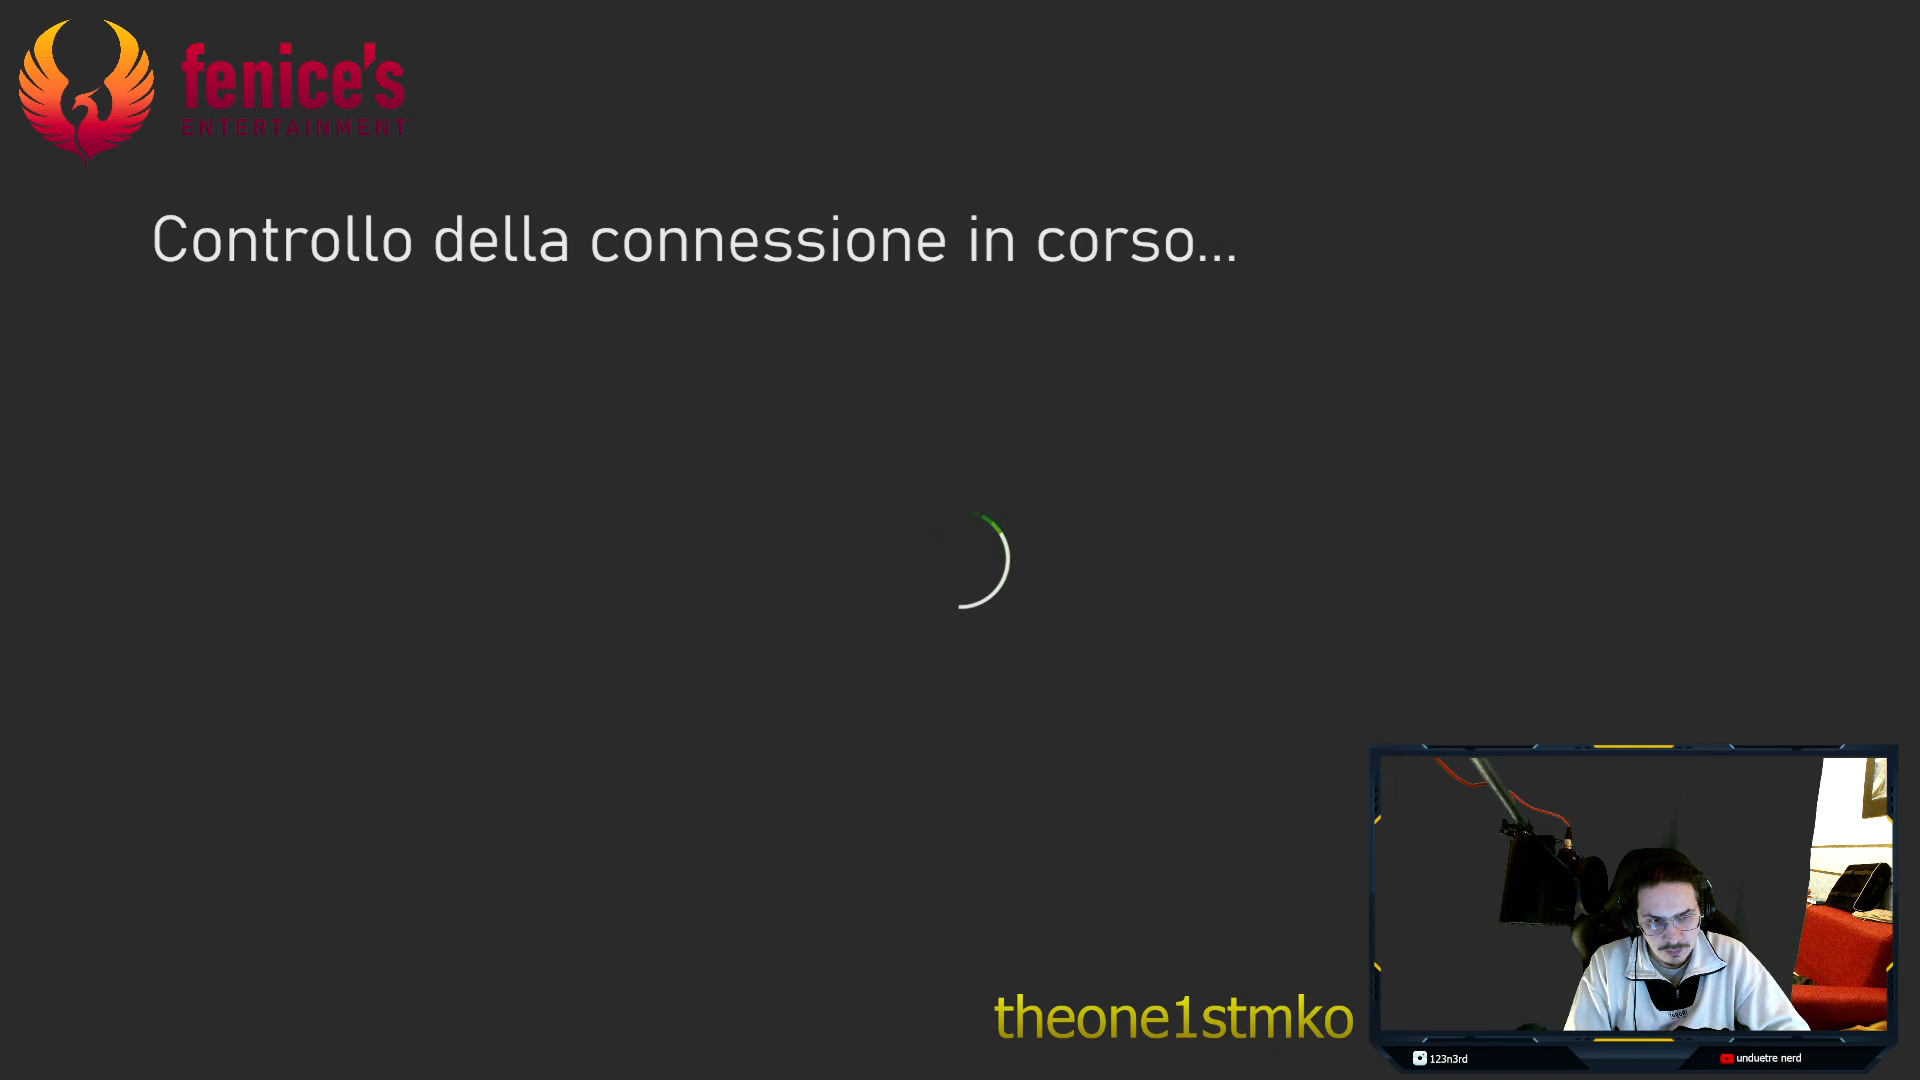 fenice's
ENTERTAINMENT
Controllo della connessione in corso...
theone1stmko
123n3rd
unduetre nerd